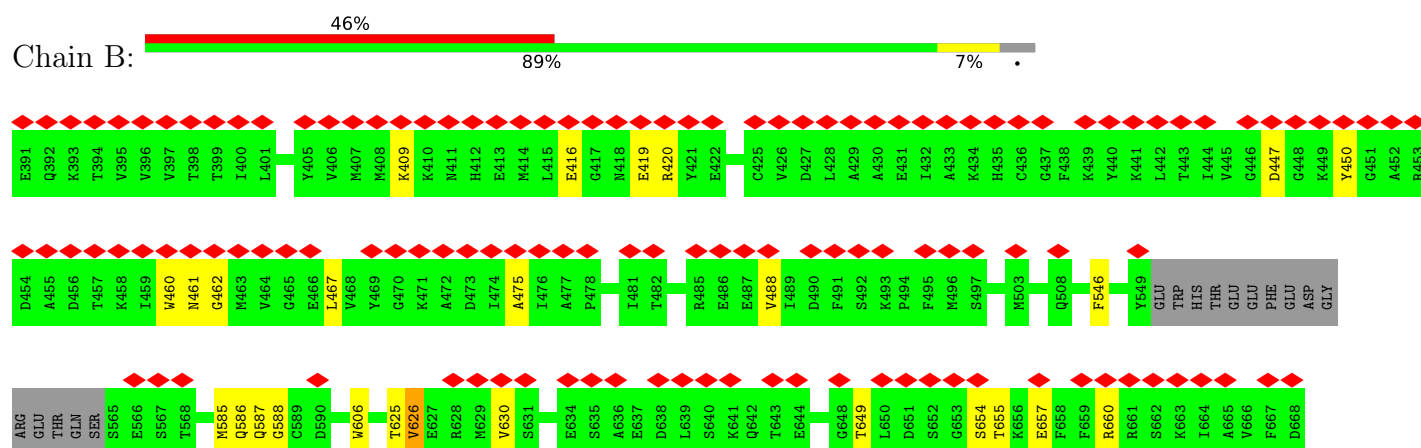 46%
Chain B:
89% 7% •
E391 Q392 K393 T394 V395 V396 V397 T398 T399 I400 L401 Y405 V406 M407 M408 K409 K410 N411 H412 E413 M414 L415 E416 G417 N418 E419 R420 Y421 E422 C425 V426 D427 L428 A429 A430 E431 I432 A433 K434 H435 C436 G437 F438 K439 Y440 K441 L442 T443 I444 V445 G446 D447 G448 K449 Y450 G451 A452 R453
D454 A455 D456 T457 K458 I459 W460 N461 G462 M463 V464 G465 E466 L467 V468 Y469 G470 K471 A472 D473 I474 A475 I476 A477 P478 I481 T482 R485 E486 E487 V488 I489 D490 F491 S492 K493 P494 F495 M496 S497 M503 Q508 F546 Y549 GLU TRP HIS THR GLU GLU PHE GLU ASP GLY
ARG GLU THR GLN SER S565 E566 S567 T568 M585 Q586 Q587 G588 C589 D590 W606 T625 V626 E627 R628 M629 V630 S631 E634 S635 A636 E637 D638 L639 S640 K641 Q642 T643 E644 G648 T649 L650 D651 S652 G653 S654 T655 K656 E657 F658 F659 R660 R661 S662 K663 I664 A665 V666 F667 D668